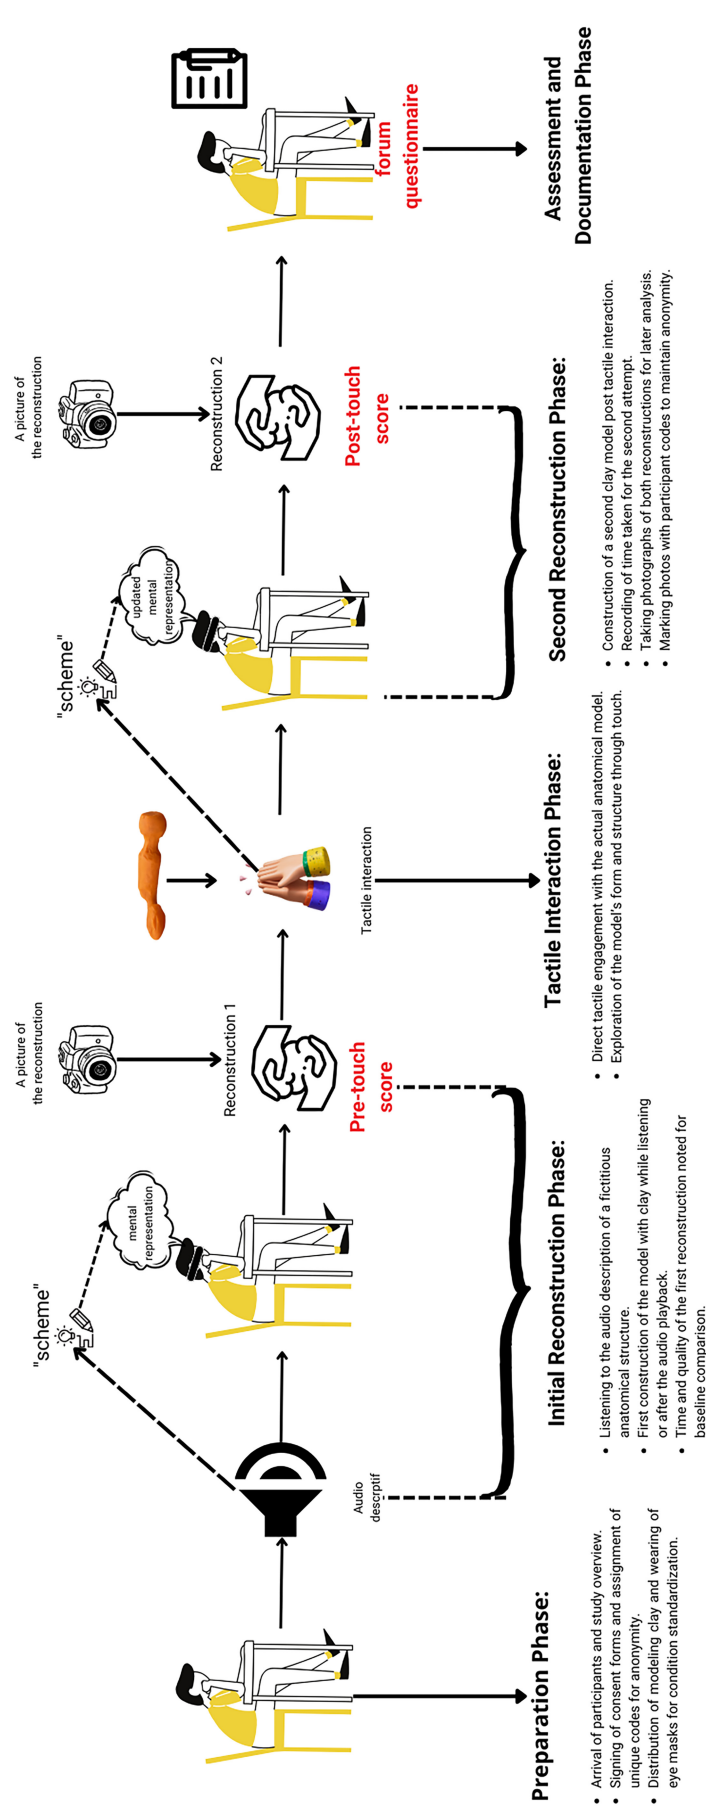 Preparation Phase:
• Arrival of participants and study overview.
• Signing of consent forms and assignment of
unique codes for anonymity.
• Distribution of modeling clay and wearing of
eye masks for condition standardization.
"scheme"
mental
representation
Audio
descrptif
A picture of
the reconstruction
Reconstruction 1
Pre-touch
score
Initial Reconstruction Phase:
• Listening to the audio description of a fictitious
anatomical structure.
• First construction of the model with clay while listening
or after the audio playback.
• Time and quality of the first reconstruction noted for
baseline comparison.
Tactile interaction
Tactile Interaction Phase:
• Direct tactile engagement with the actual anatomical model.
• Exploration of the model's form and structure through touch.
"scheme"
updated
mental
representation
A picture of
the reconstruction
Reconstruction 2
Post-touch
score
Second Reconstruction Phase:
• Construction of a second clay model post tactile interaction.
• Recording of time taken for the second attempt.
• Taking photographs of both reconstructions for later analysis.
• Marking photos with participant codes to maintain anonymity.
forum
questionnaire
Assessment and
Documentation Phase